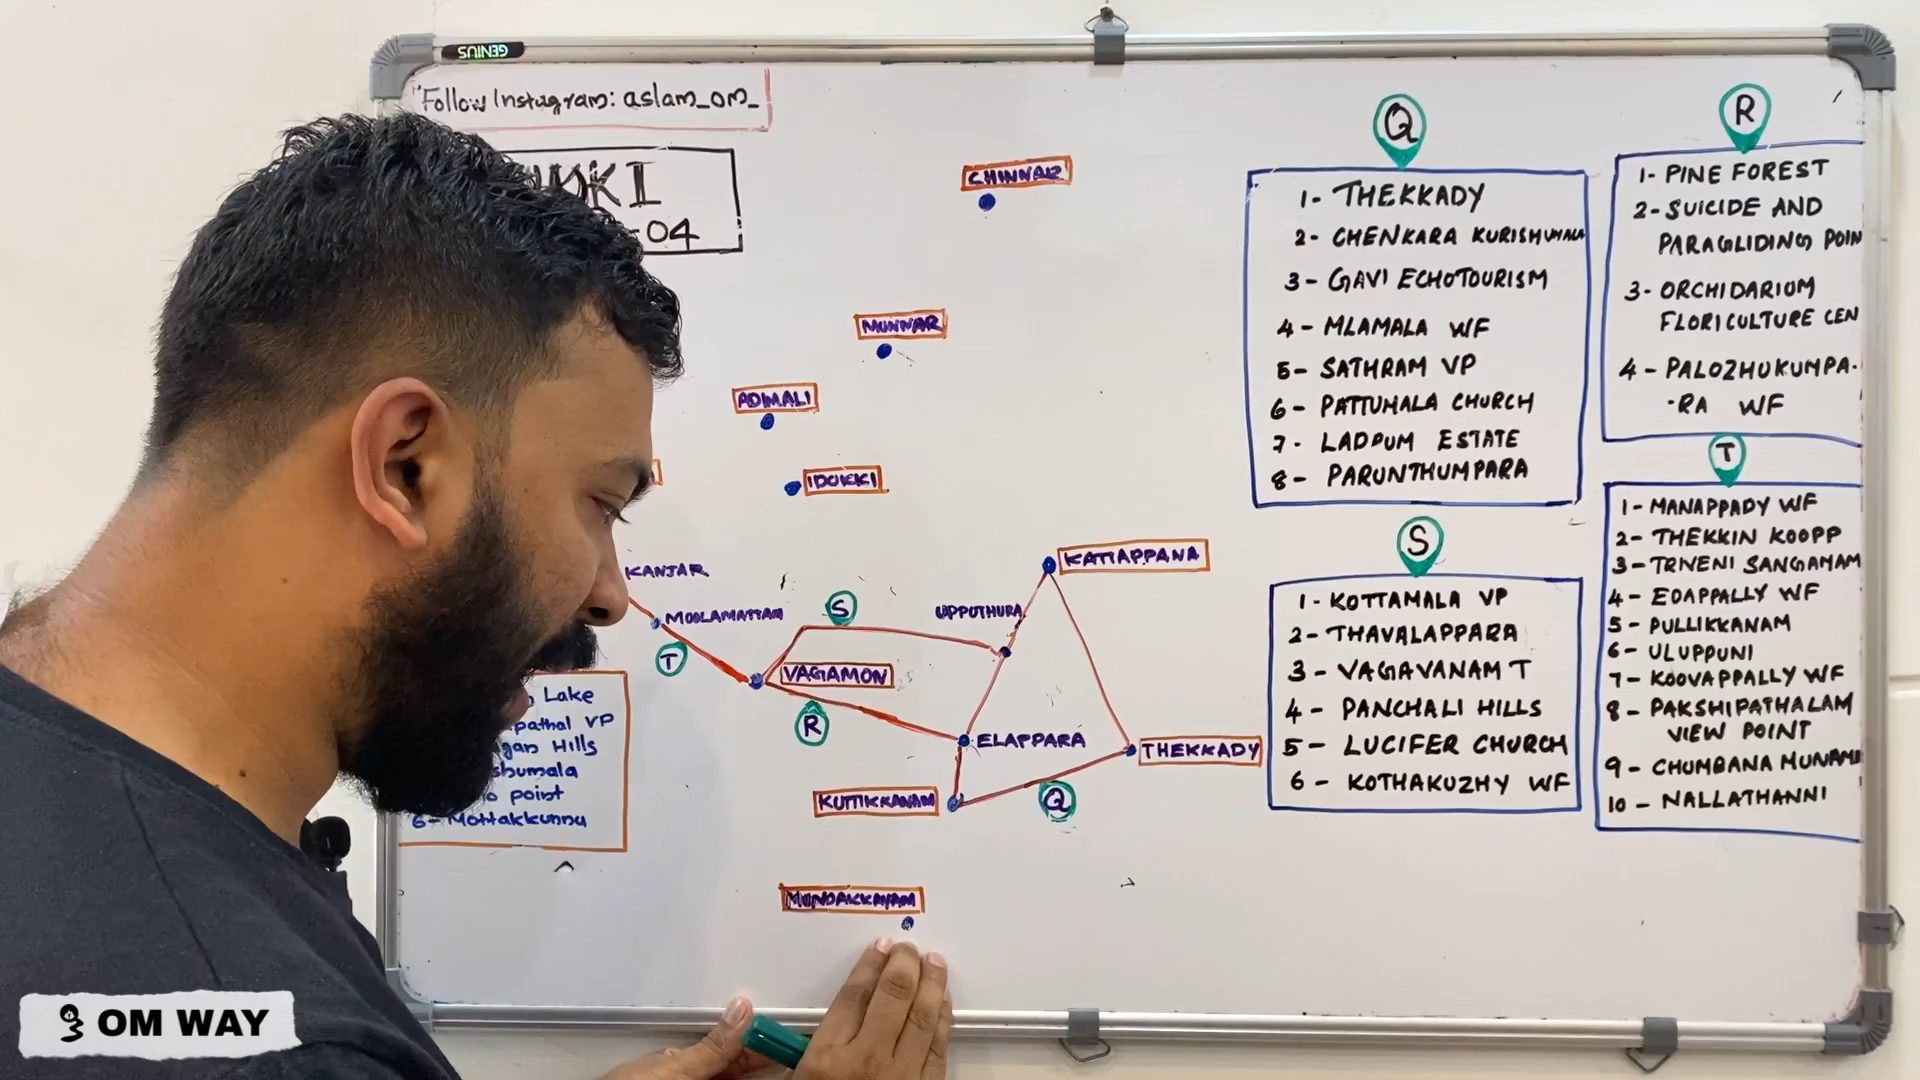 GENIUS
Follow Instagram: aslam_om_
-04
CHINNAR
MUNNAR
ADIMALI
IDUKKI
KANJAR
MOOLAMATTAM
T
S
UPPUTHURA
KATTAPPANA
VAGAMON
R
ELAPPARA
THEKKADY
KUTTIKKANAM
Q
MUNDAKKAYAM
Lake
VP
Hills
point
6- Mottakkunnu
Q
1- THEKKADY
2- CHENKARA KURISHUMALA
3- GAVI ECHOTOURISM
4- MLAMALA WF
5- SATHRAM VP
6- PATTUMALA CHURCH
7- LADDUM ESTATE
8- PARUNTHUMPARA
R
1- PINE FOREST
2- SUICIDE AND
PARAGLIDING POIN
3- ORCHIDARIUM
FLORICULTURE CEN
4- PALOZHUKUMPA-
-RA WF
S
1- KOTTAMALA VP
2- THAVALAPPARA
3- VAGAVANAM T
4- PANCHALI HILLS
5- LUCIFER CHURCH
6- KOTHAKUZHY WF
T
1- MANAPPADY WF
2- THEKKIN KOOPP
3- TRIVENI SANGAMAM
4- EDAPPALLY WF
5- PULLIKKANAM
6- ULUPPUNI
7- KOOVAPPALLY WF
8- PAKSHIPATHALAM
VIEW POINT
9- CHUMBANA MUNAMB
10- NALLATHANNI
OM WAY